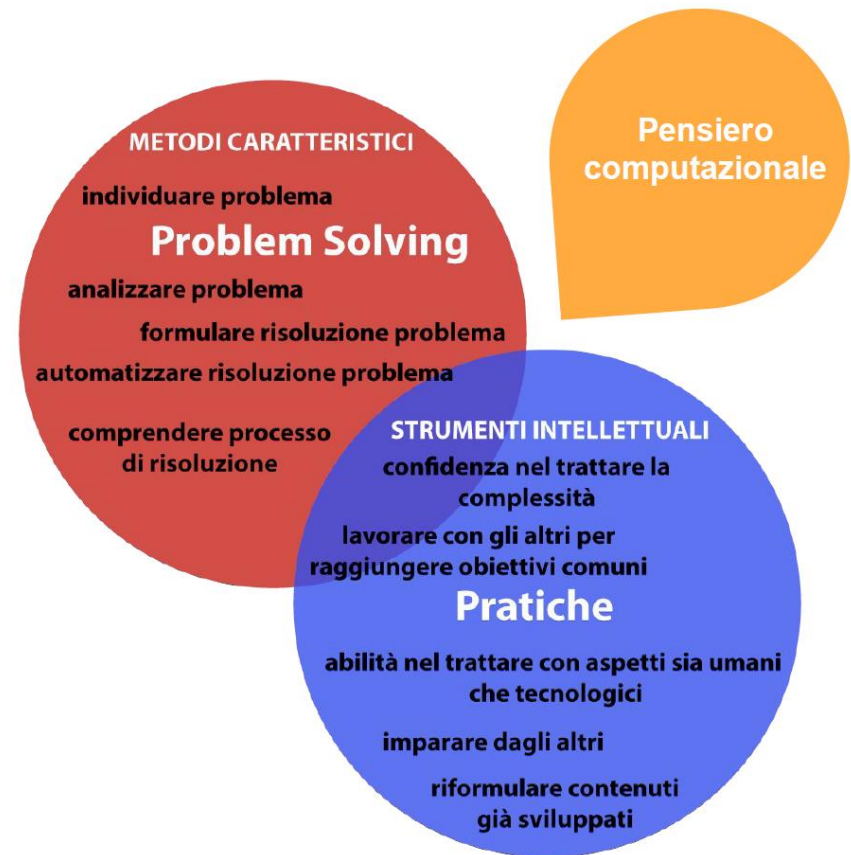 Pensiero
computazionale
METODI CARATTERISTICI
individuare problema
Problem Solving
analizzare problema
formulare risoluzione problema
automatizzare risoluzione problema
comprendere processo
di risoluzione
STRUMENTI INTELLETTUALI
confidenza nel trattare la
complessità
lavorare con gli altri per
raggiungere obiettivi comuni
Pratiche
abilità nel trattare con aspetti sia umani
che tecnologici
imparare dagli altri
riformulare contenuti
già sviluppati